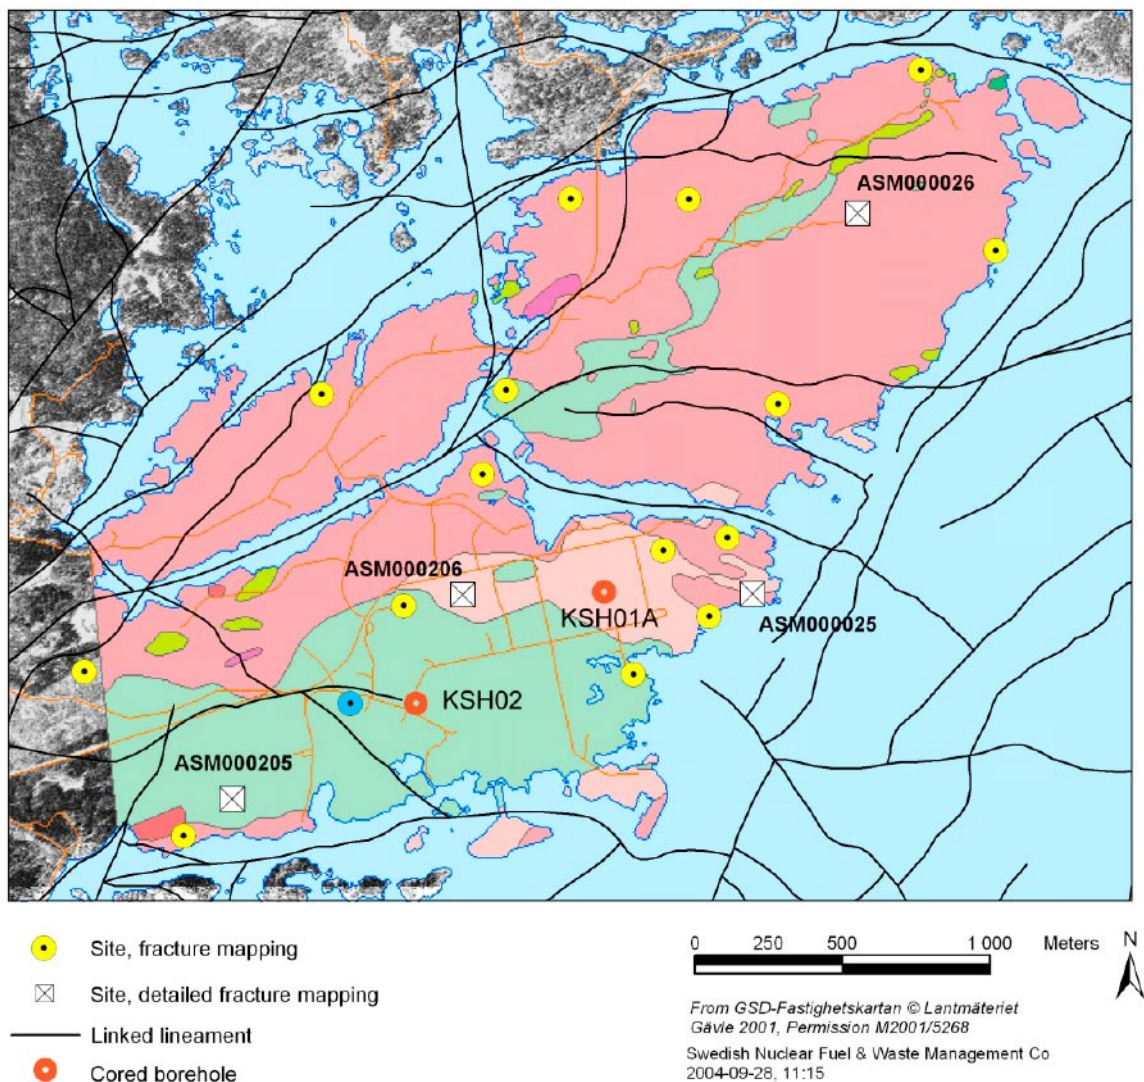 ASM000026
ASM000206
KSH01A
ASM000025
KSH02
ASM000205
Site, fracture mapping
Site, detailed fracture mapping
Linked lineament
Cored borehole
0 250 500 1 000 Meters
N
From GSD-Fastighetskartan © Lantmäteriet
Gävle 2001, Permission M2001/5268
Swedish Nuclear Fuel & Waste Management Co
2004-09-28, 11:15